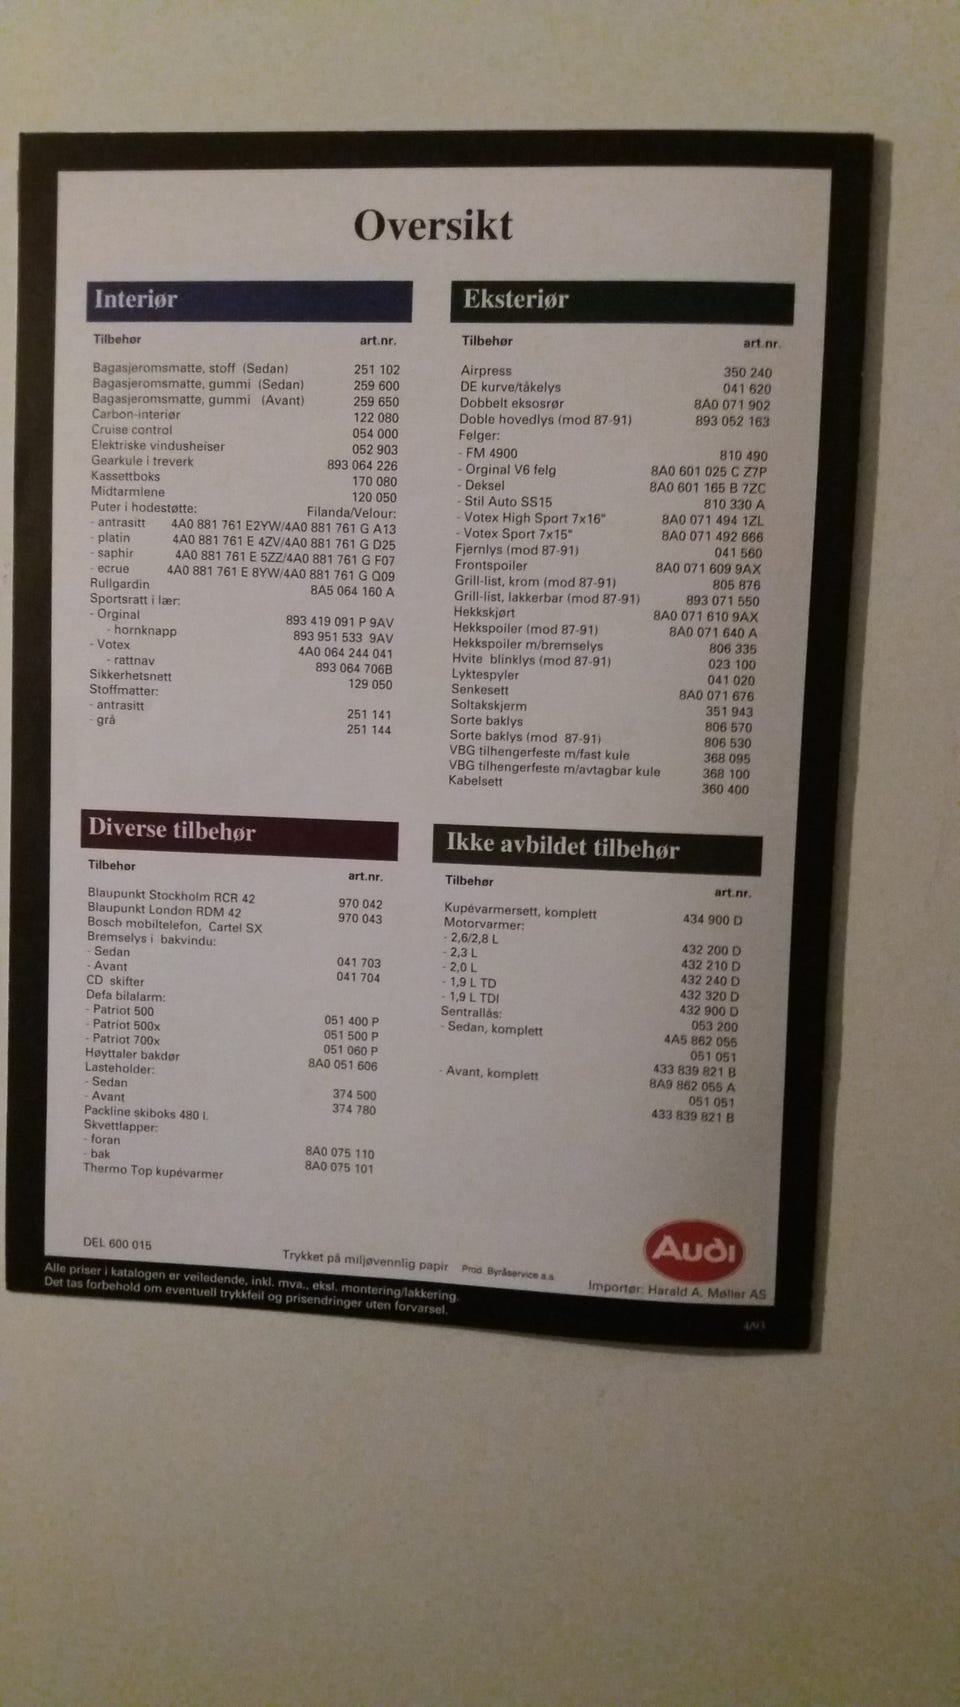 Oversikt
Interiør
Tilbehør art.nr.
Bagasjeromsmatte, stoff (Sedan) 251 102
Bagasjeromsmatte, gummi (Sedan) 259 600
Bagasjeromsmatte, gummi (Avant) 259 650
Carbon-interiør 122 080
Cruise control 054 000
Elektriske vindusheiser 052 903
Gearkule i treverk 893 064 226
Kassettboks 170 080
Midtarmlene 120 050
Puter i hodestøtte: Filanda/Velour:
- antrasitt 4A0 881 761 E2YW/4A0 881 761 G A13
- platin 4A0 881 761 E 4ZV/4A0 881 761 G D25
- saphir 4A0 881 761 E 5ZZ/4A0 881 761 G F07
- ecrue 4A0 881 761 E 8YW/4A0 881 761 G Q09
Rullgardin 8A5 064 160 A
Sportsratt i lær:
- Orginal 893 419 091 P 9AV
- hornknapp 893 951 533 9AV
- Votex 4A0 064 244 041
- rattnav 893 064 706B
Sikkerhetsnett 129 050
Stoffmatter:
- antrasitt 251 141
- grå 251 144
Eksteriør
Tilbehør art.nr.
Airpress 350 240
DE kurve/tåkelys 041 620
Dobbelt eksosrør 8A0 071 902
Doble hovedlys (mod 87-91) 893 052 163
Felger:
- FM 4900 810 490
- Orginal V6 felg 8A0 601 025 C Z7P
- Deksel 8A0 601 165 B 7ZC
- Stil Auto SS15 810 330 A
- Votex High Sport 7x16" 8A0 071 494 1ZL
- Votex Sport 7x15" 8A0 071 492 666
Fjernlys (mod 87-91) 041 560
Frontspoiler 8A0 071 609 9AX
Grill-list, krom (mod 87-91) 805 876
Grill-list, lakkerbar (mod 87-91) 893 071 550
Hekkskjørt 8A0 071 610 9AX
Hekkspoiler (mod 87-91) 8A0 071 640 A
Hekkspoiler m/bremselys 806 335
Hvite blinklys (mod 87-91) 023 100
Lyktespyler 041 020
Senkesett 8A0 071 676
Soltakskjerm 351 943
Sorte baklys 806 570
Sorte baklys (mod 87-91) 806 530
VBG tilhengerfeste m/fast kule 368 095
VBG tilhengerfeste m/avtagbar kule 368 100
Kabelsett 360 400
Diverse tilbehør
Tilbehør art.nr.
Blaupunkt Stockholm RCR 42 970 042
Blaupunkt London RDM 42 970 043
Bosch mobiltelefon, Cartel SX
Bremselys i bakvindu:
- Sedan 041 703
- Avant 041 704
CD skifter
Defa bilalarm:
- Patriot 500 051 400 P
- Patriot 500x 051 500 P
- Patriot 700x 051 060 P
Høyttaler bakdør 8A0 051 606
Lasteholder:
- Sedan 374 500
- Avant 374 780
Packline skiboks 480 l.
Skvettlapper:
- foran 8A0 075 110
- bak 8A0 075 101
Thermo Top kupévarmer
Ikke avbildet tilbehør
Tilbehør art.nr.
Kupévarmersett, komplett 434 900 D
Motorvarmer:
- 2,6/2,8 L 432 200 D
- 2,3 L 432 210 D
- 2,0 L 432 240 D
- 1,9 L TD 432 320 D
- 1,9 L TDI 432 900 D
Sentrallås: 053 200
- Sedan, komplett 4A5 862 055
051 051
433 839 821 B
- Avant, komplett 8A9 862 055 A
051 051
433 839 821 B
DEL 600 015
Trykket på miljøvennlig papir
Prod. Byråservice a.s.
Audi
Importør: Harald A. Møller AS
Alle priser i katalogen er veiledende, inkl. mva., eksl. montering/lakkering.
Det tas forbehold om eventuell trykkfeil og prisendringer uten forvarsel.
4/93